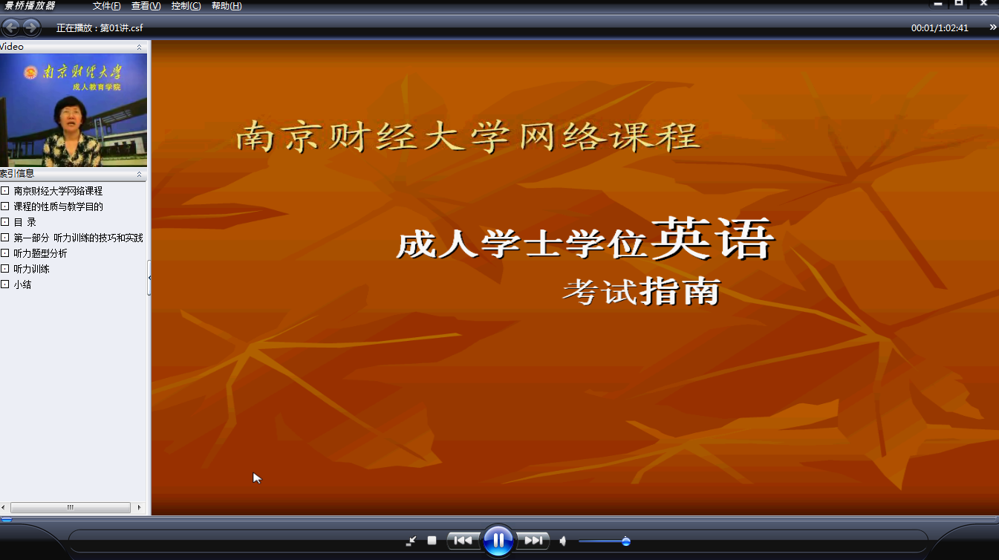 景桥播放器
文件(F) 查看(V) 控制(C) 帮助(H)
正在播放 : 第01讲.csf
00:01/1:02:41
Video
南京财经大学
成人教育学院
索引信息
南京财经大学网络课程
课程的性质与教学目的
目 录
第一部分 听力训练的技巧和实践
听力题型分析
听力训练
小结
南京财经大学网络课程
成人学士学位英语
考试指南